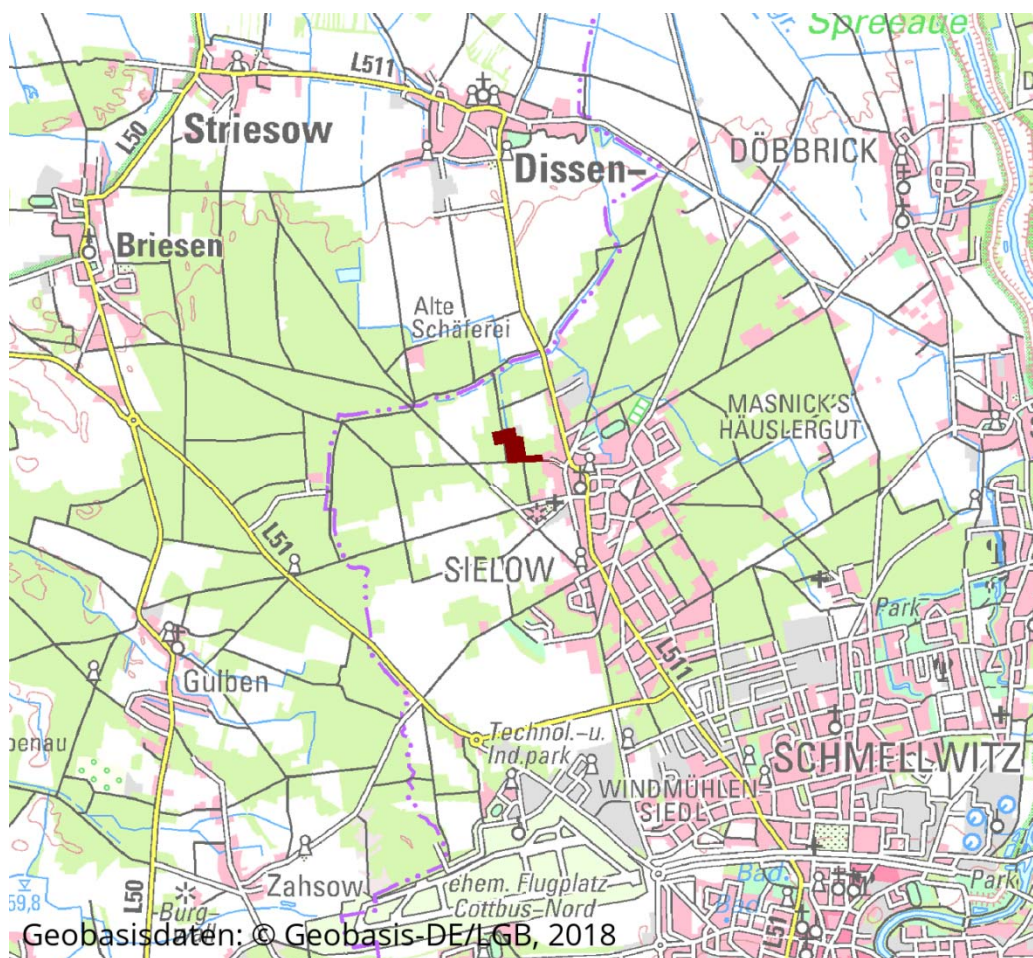 Spreeaue
L511
L50
Striesow
Dissen-
DÖBBRICK
Briesen
Alte
Schäferei
MASNICK'S
HÄUSLERGUT
L51
SIELOW
Park
L511
Gulben
Technol.-u.
Ind.park
SCHMELLWITZ
WINDMÜHLEN-
SIEDL
Zahsow
ehem. Flugplatz
Cottbus-Nord
Park
59,8
L50
Burg-
Bad
L51
Geobasisdaten: © Geobasis-DE/LGB, 2018